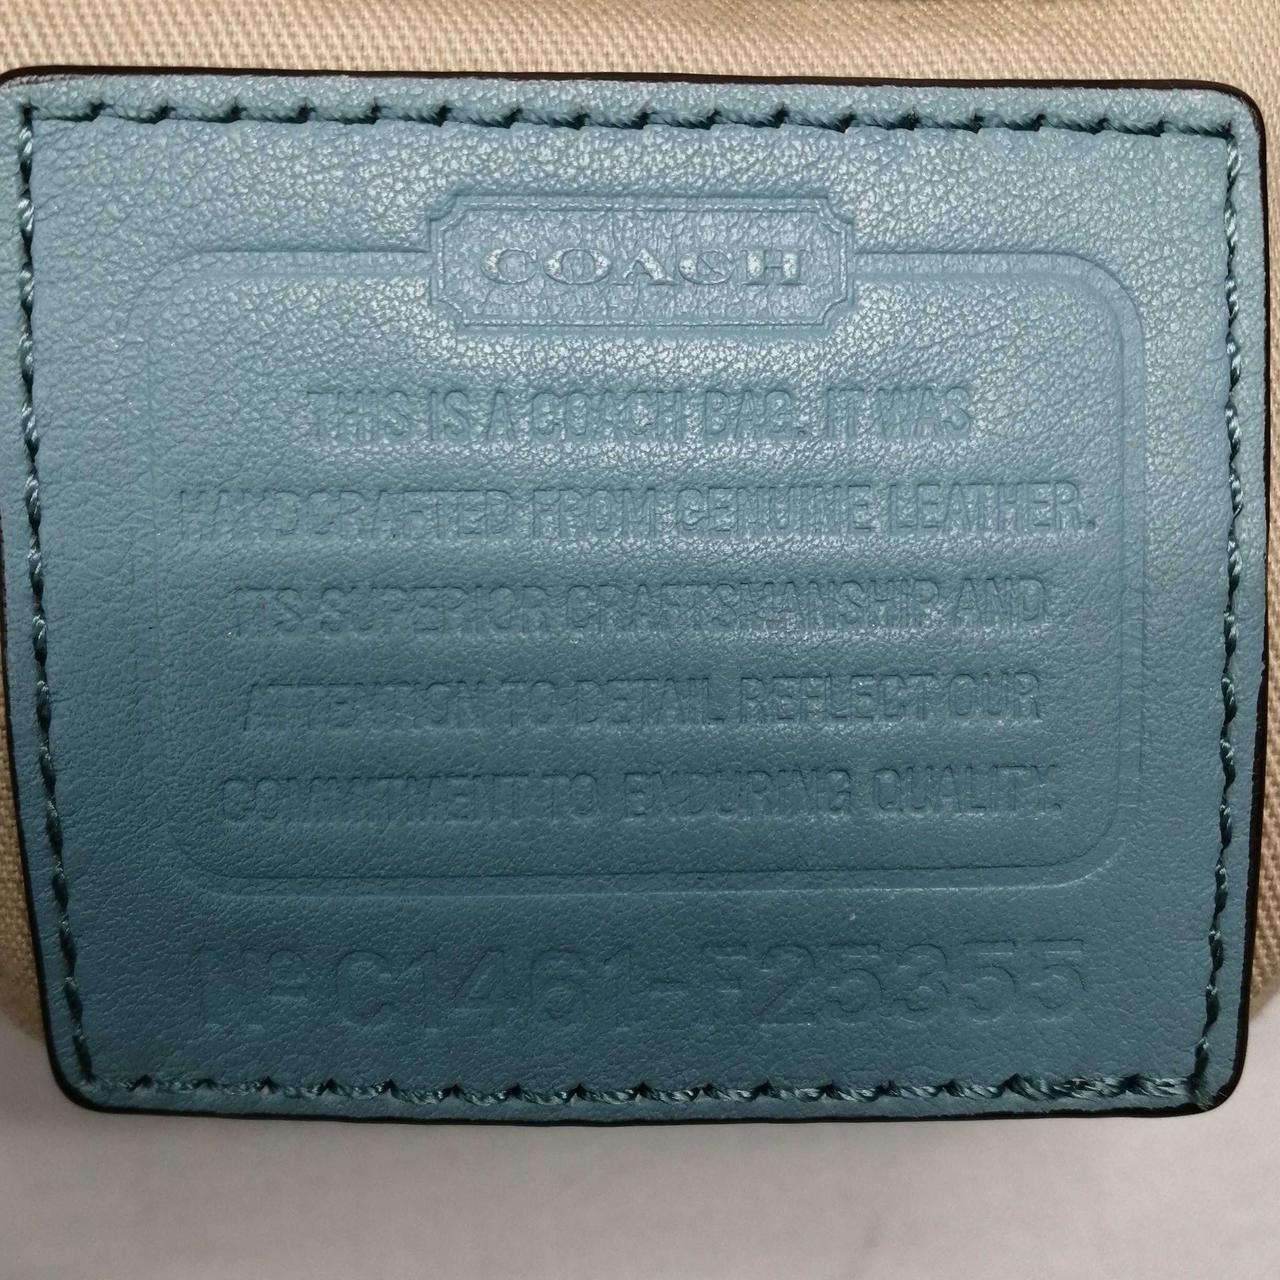 COACH
THIS IS A COACH BAG. IT WAS
HANDCRAFTED FROM GENUINE LEATHER.
ITS SUPERIOR CRAFTSMANSHIP AND
ATTENTION TO DETAIL REFLECT OUR
COMMITMENT TO ENDURING QUALITY.
Nº C1461-F25355